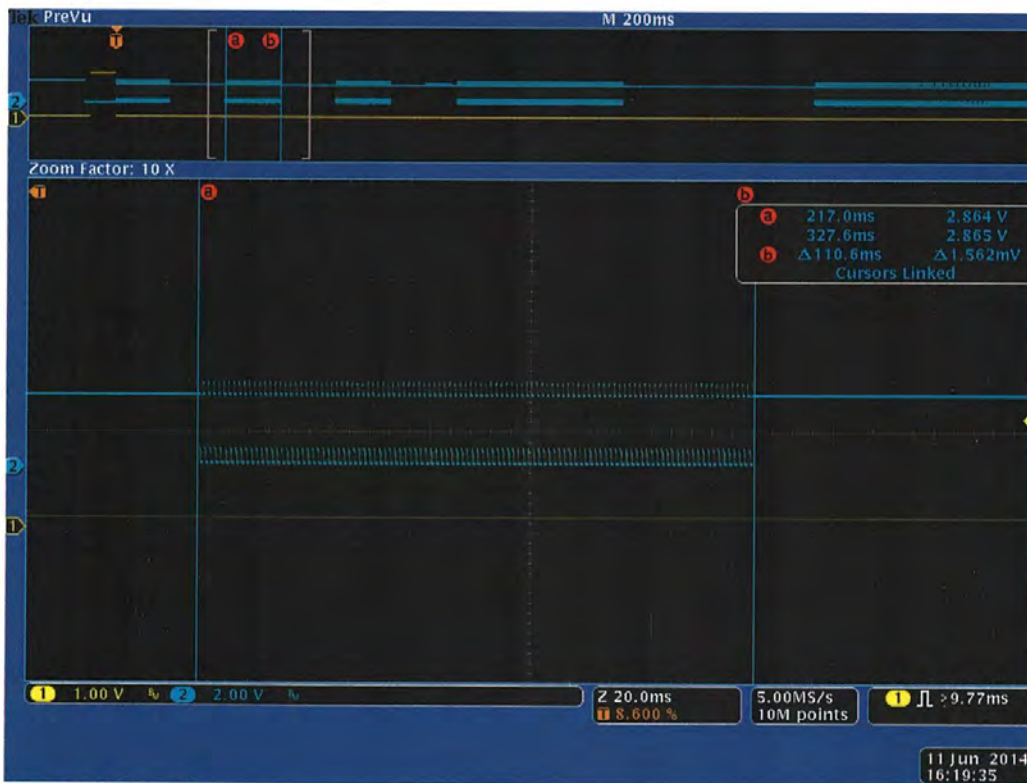 Tek PreVu M 200ms
T
a b
2
1
Zoom Factor: 10 X
T a b
a 217.0ms 2.864 V
327.6ms 2.865 V
b Δ110.6ms Δ1.562mV
Cursors Linked
2
1
1 1.00 V 2 2.00 V
Z 20.0ms
T 8.600 %
5.00MS/s
10M points
1 >9.77ms
11 Jun 2014
16:19:35